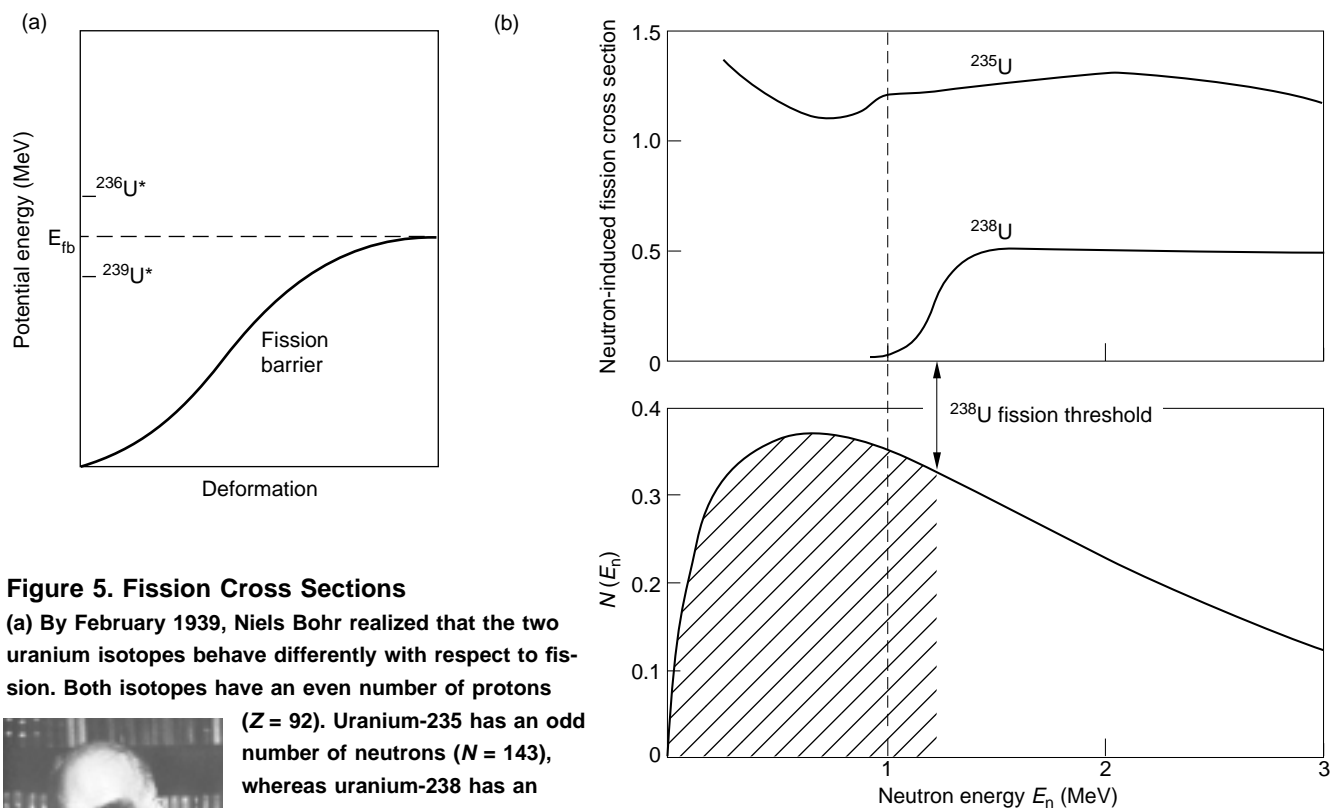 (a)
Potential energy (MeV)
²³⁶U*
E_fb
²³⁹U*
Fission
barrier
Deformation
(b)
Neutron-induced fission cross section
1.5
1.0
0.5
0
²³⁵U
²³⁸U
²³⁸U fission threshold
N (E_n)
0.4
0.3
0.2
0.1
0
1
2
3
Neutron energy E_n (MeV)
Figure 5. Fission Cross Sections
(a) By February 1939, Niels Bohr realized that the two
uranium isotopes behave differently with respect to fis-
sion. Both isotopes have an even number of protons
(Z = 92). Uranium-235 has an odd
number of neutrons (N = 143),
whereas uranium-238 has an